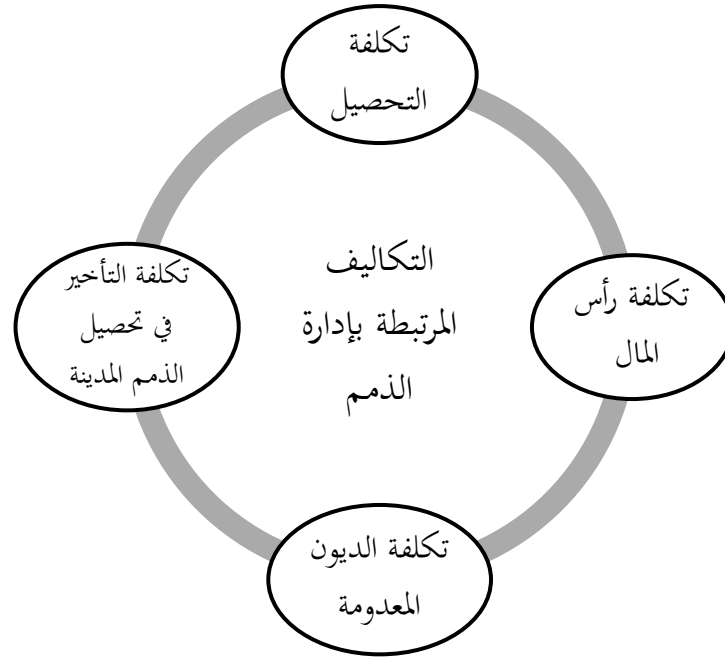 تكلفة
التحصيل
التكاليف
المرتبطة بإدارة
الذمم
تكلفة رأس
المال
تكلفة الديون
المعدومة
تكلفة التأخير
في تحصيل
الذمم المدينة